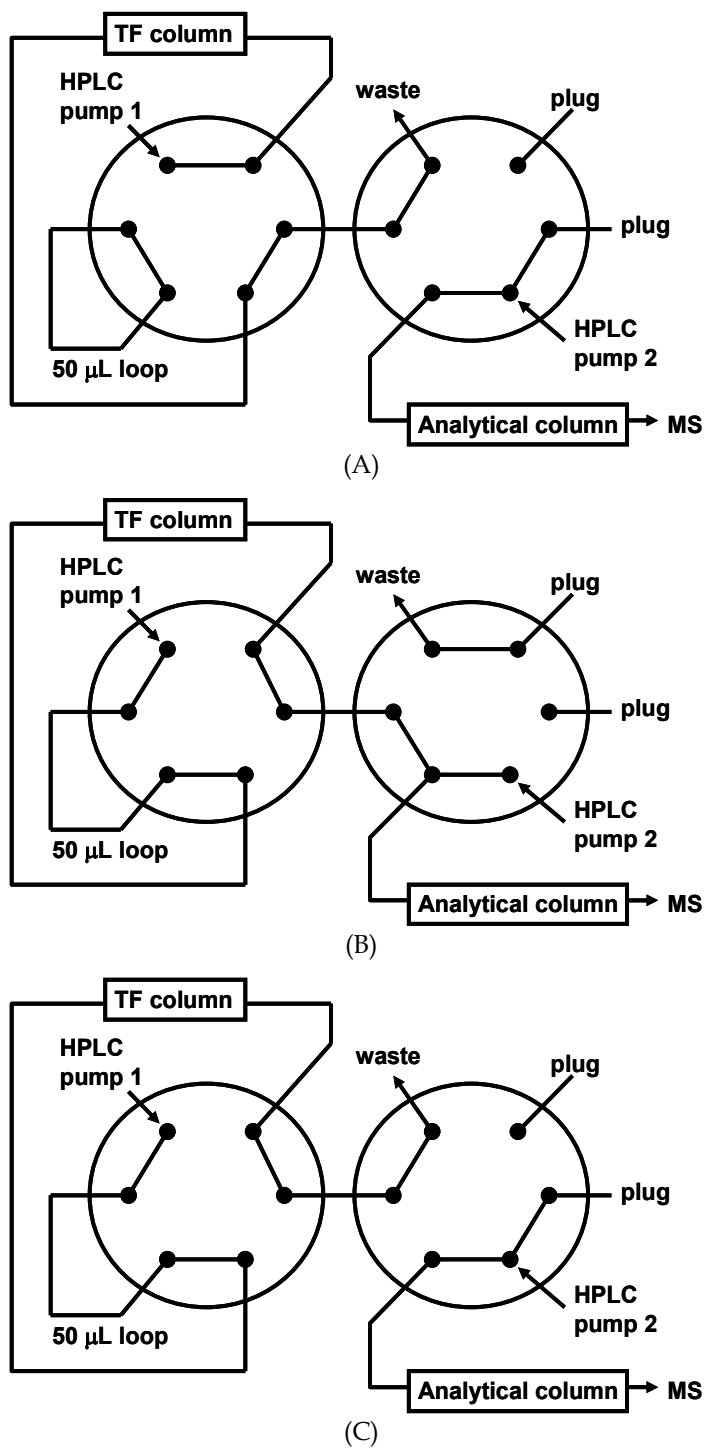 TF column
HPLC
pump 1
waste
plug
plug
50 μL loop
HPLC
pump 2
Analytical column
MS
(A)
TF column
HPLC
pump 1
waste
plug
plug
50 μL loop
HPLC
pump 2
Analytical column
MS
(B)
TF column
HPLC
pump 1
waste
plug
plug
50 μL loop
HPLC
pump 2
Analytical column
MS
(C)